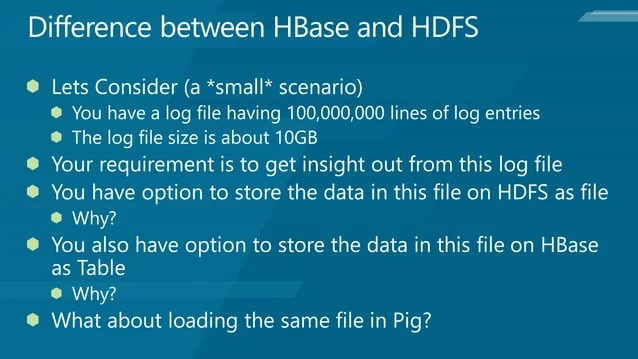 Difference between HBase and HDFS
Lets Consider (a *small* scenario)
You have a log file having 100,000,000 lines of log entries
The log file size is about 10GB
Your requirement is to get insight out from this log file
You have option to store the data in this file on HDFS as file
Why?
You also have option to store the data in this file on HBase
as Table
Why?
What about loading the same file in Pig?